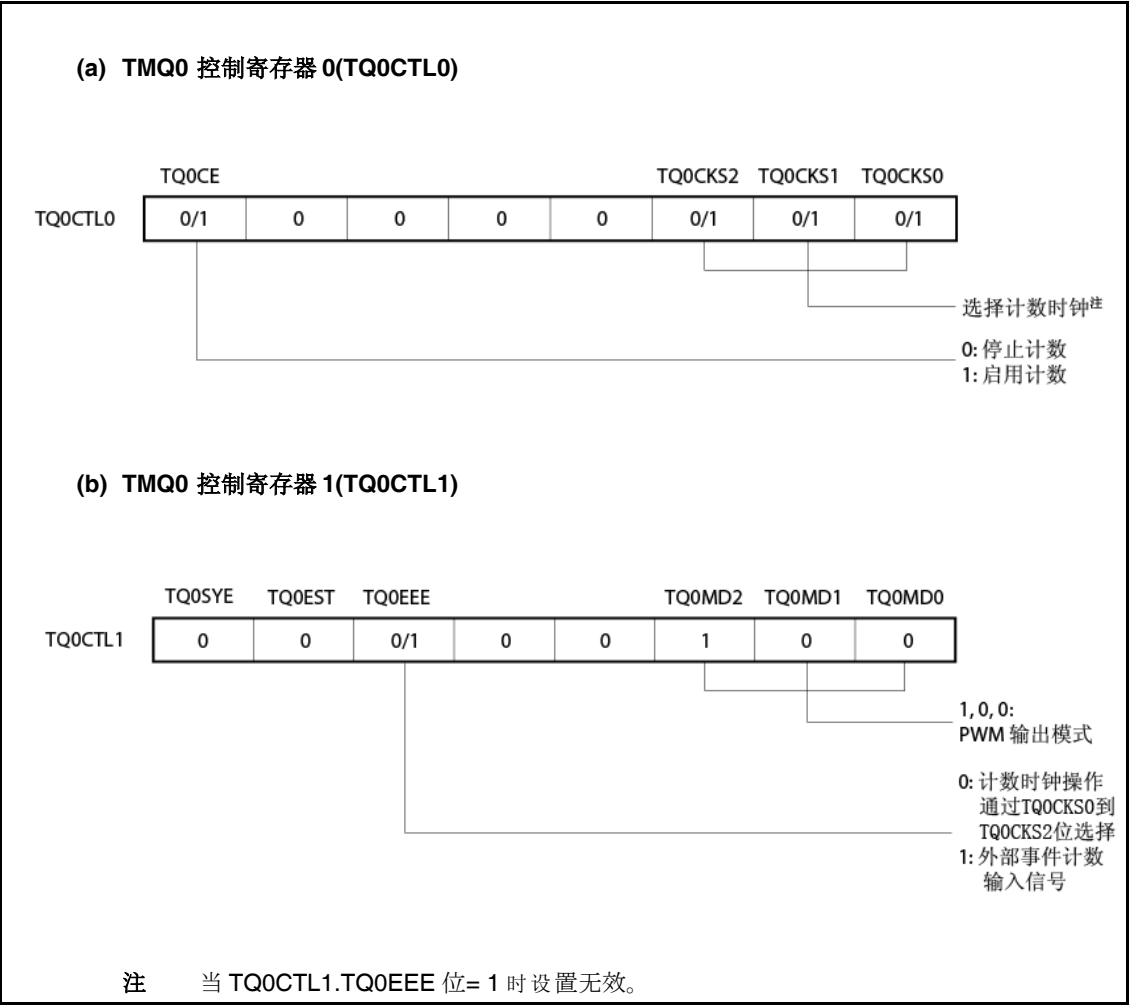 (a) TMQ0 控制寄存器 0(TQ0CTL0)
TQ0CE TQ0CKS2 TQ0CKS1 TQ0CKS0
TQ0CTL0 0/1 0 0 0 0 0/1 0/1 0/1
选择计数时钟注
0: 停止计数
1: 启用计数
(b) TMQ0 控制寄存器 1(TQ0CTL1)
TQ0SYE TQ0EST TQ0EEE TQ0MD2 TQ0MD1 TQ0MD0
TQ0CTL1 0 0 0/1 0 0 1 0 0
1, 0, 0:
PWM 输出模式
0: 计数时钟操作
通过TQ0CKS0到
TQ0CKS2位选择
1: 外部事件计数
输入信号
注 当 TQ0CTL1.TQ0EEE 位= 1 时设置无效。